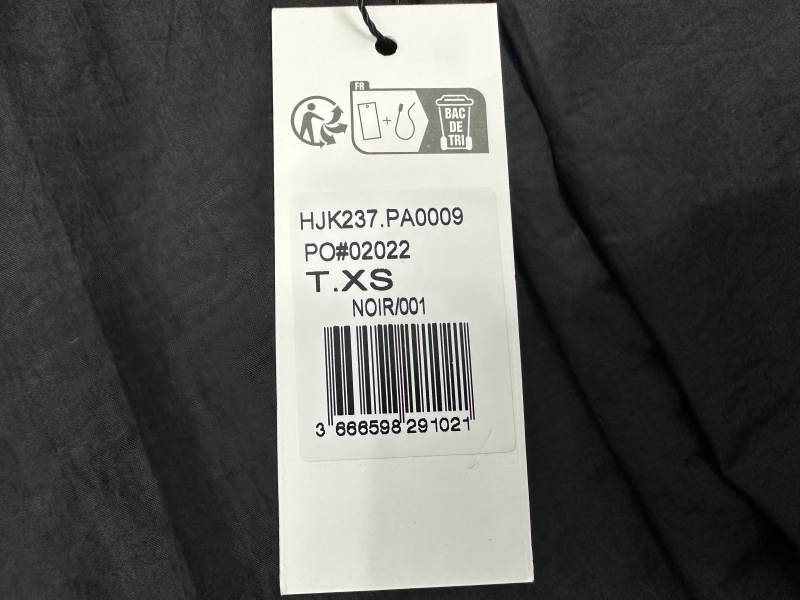 FR
+
BAC
DE
TRI
HJK237.PA0009
PO#02022
T.XS
NOIR/001
3 666598 291021